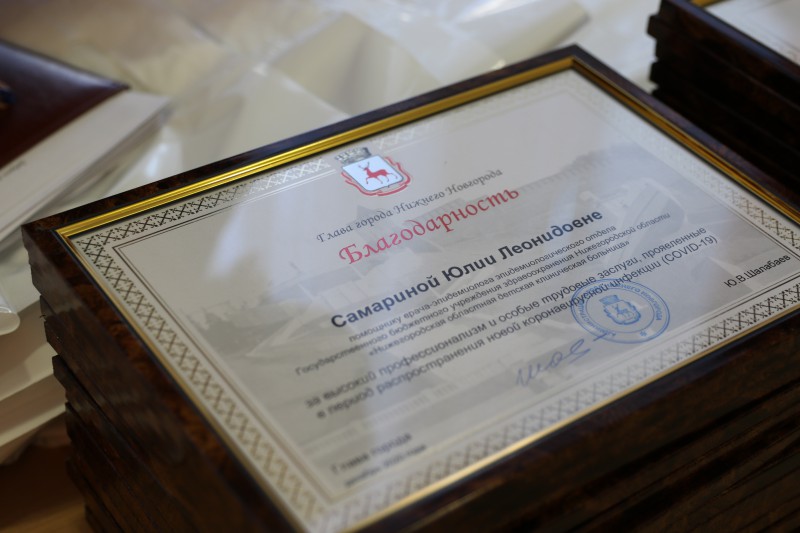 Глава города Нижнего Новгорода
Благодарность
Самариной Юлии Леонидовне
помощнику врача-эпидемиолога эпидемиологического отдела
Государственного бюджетного учреждения здравоохранения Нижегородской области
«Нижегородская областная детская клиническая больница»
за высокий профессионализм и особые трудовые заслуги, проявленные
в период распространения новой коронавирусной инфекции (COVID-19)
Глава города
Ю.В Шалабаев